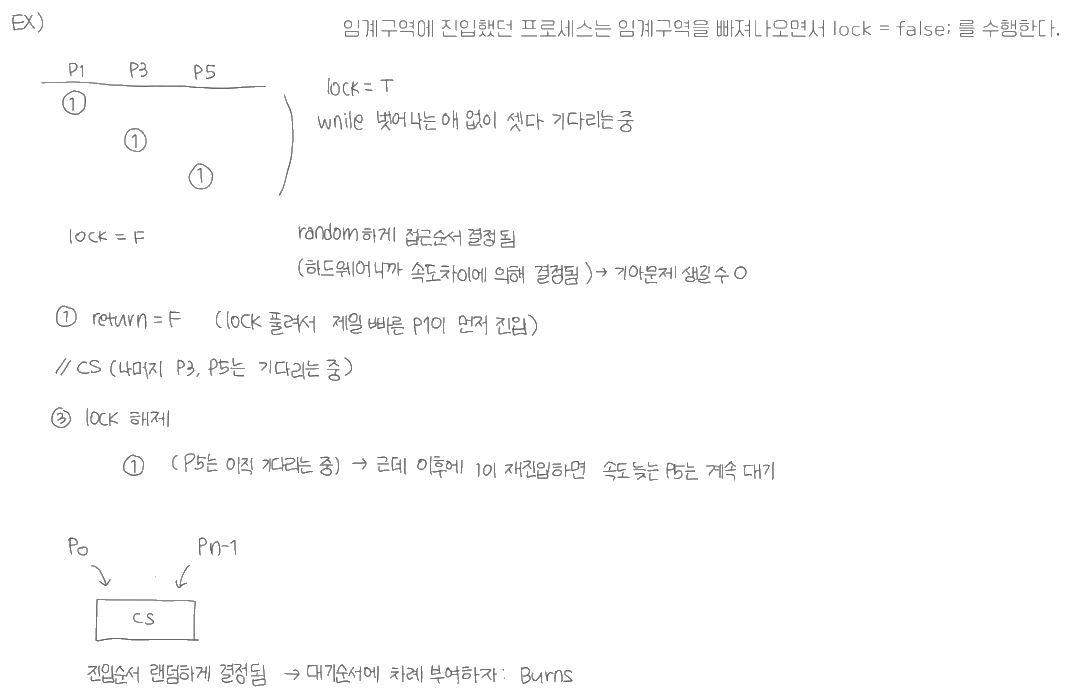 EX)
임계구역에 진입했던 프로세스는 임계구역을 빠져나오면서 lock = false; 를 수행한다.
P1 P3 P5
①
①
①
lock = T
while 벗어나는 애 없이 셋다 기다리는 중
lock = F
random하게 접근순서 결정됨
(하드웨어니까 속도차이에 의해 결정됨) → 기아문제 생길 수 O
① return = F (lock 풀려서 제일 빠른 P1이 먼저 진입)
// CS (나머지 P3, P5는 기다리는 중)
③ lock 해제
① (P5는 아직 기다리는 중) → 근데 이후에 1이 재진입하면 속도 늦는 P5는 계속 대기
P0 Pn-1
CS
진입순서 랜덤하게 결정됨 → 대기순서에 차례 부여하자: Burns